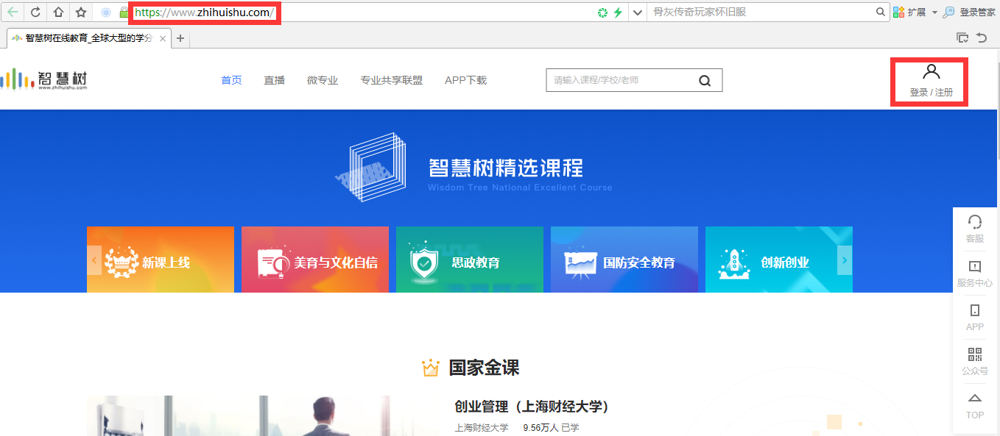 https://www.zhihuishu.com/
骨灰传奇玩家怀旧服
扩展
登录管家
智慧树在线教育_全球大型的学分
智慧树
www.zhihuishu.com
首页
直播
微专业
专业共享联盟
APP下载
请输入课程/学校/老师
登录 / 注册
智慧树精选课程
Wisdom Tree National Excellent Course
新课上线
美育与文化自信
思政教育
国防安全教育
创新创业
客服
服务中心
APP
公众号
TOP
国家金课
创业管理（上海财经大学）
上海财经大学 9.56万人 已学